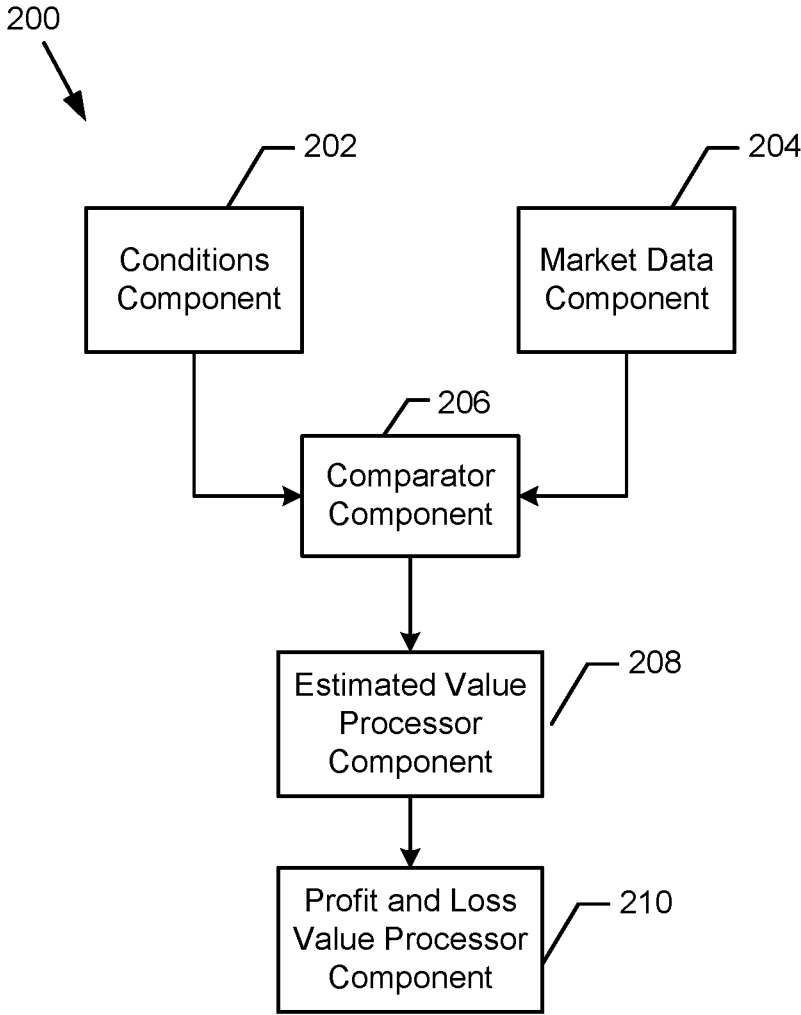 200
202
204
Conditions
Component
Market Data
Component
206
Comparator
Component
208
Estimated Value
Processor
Component
210
Profit and Loss
Value Processor
Component